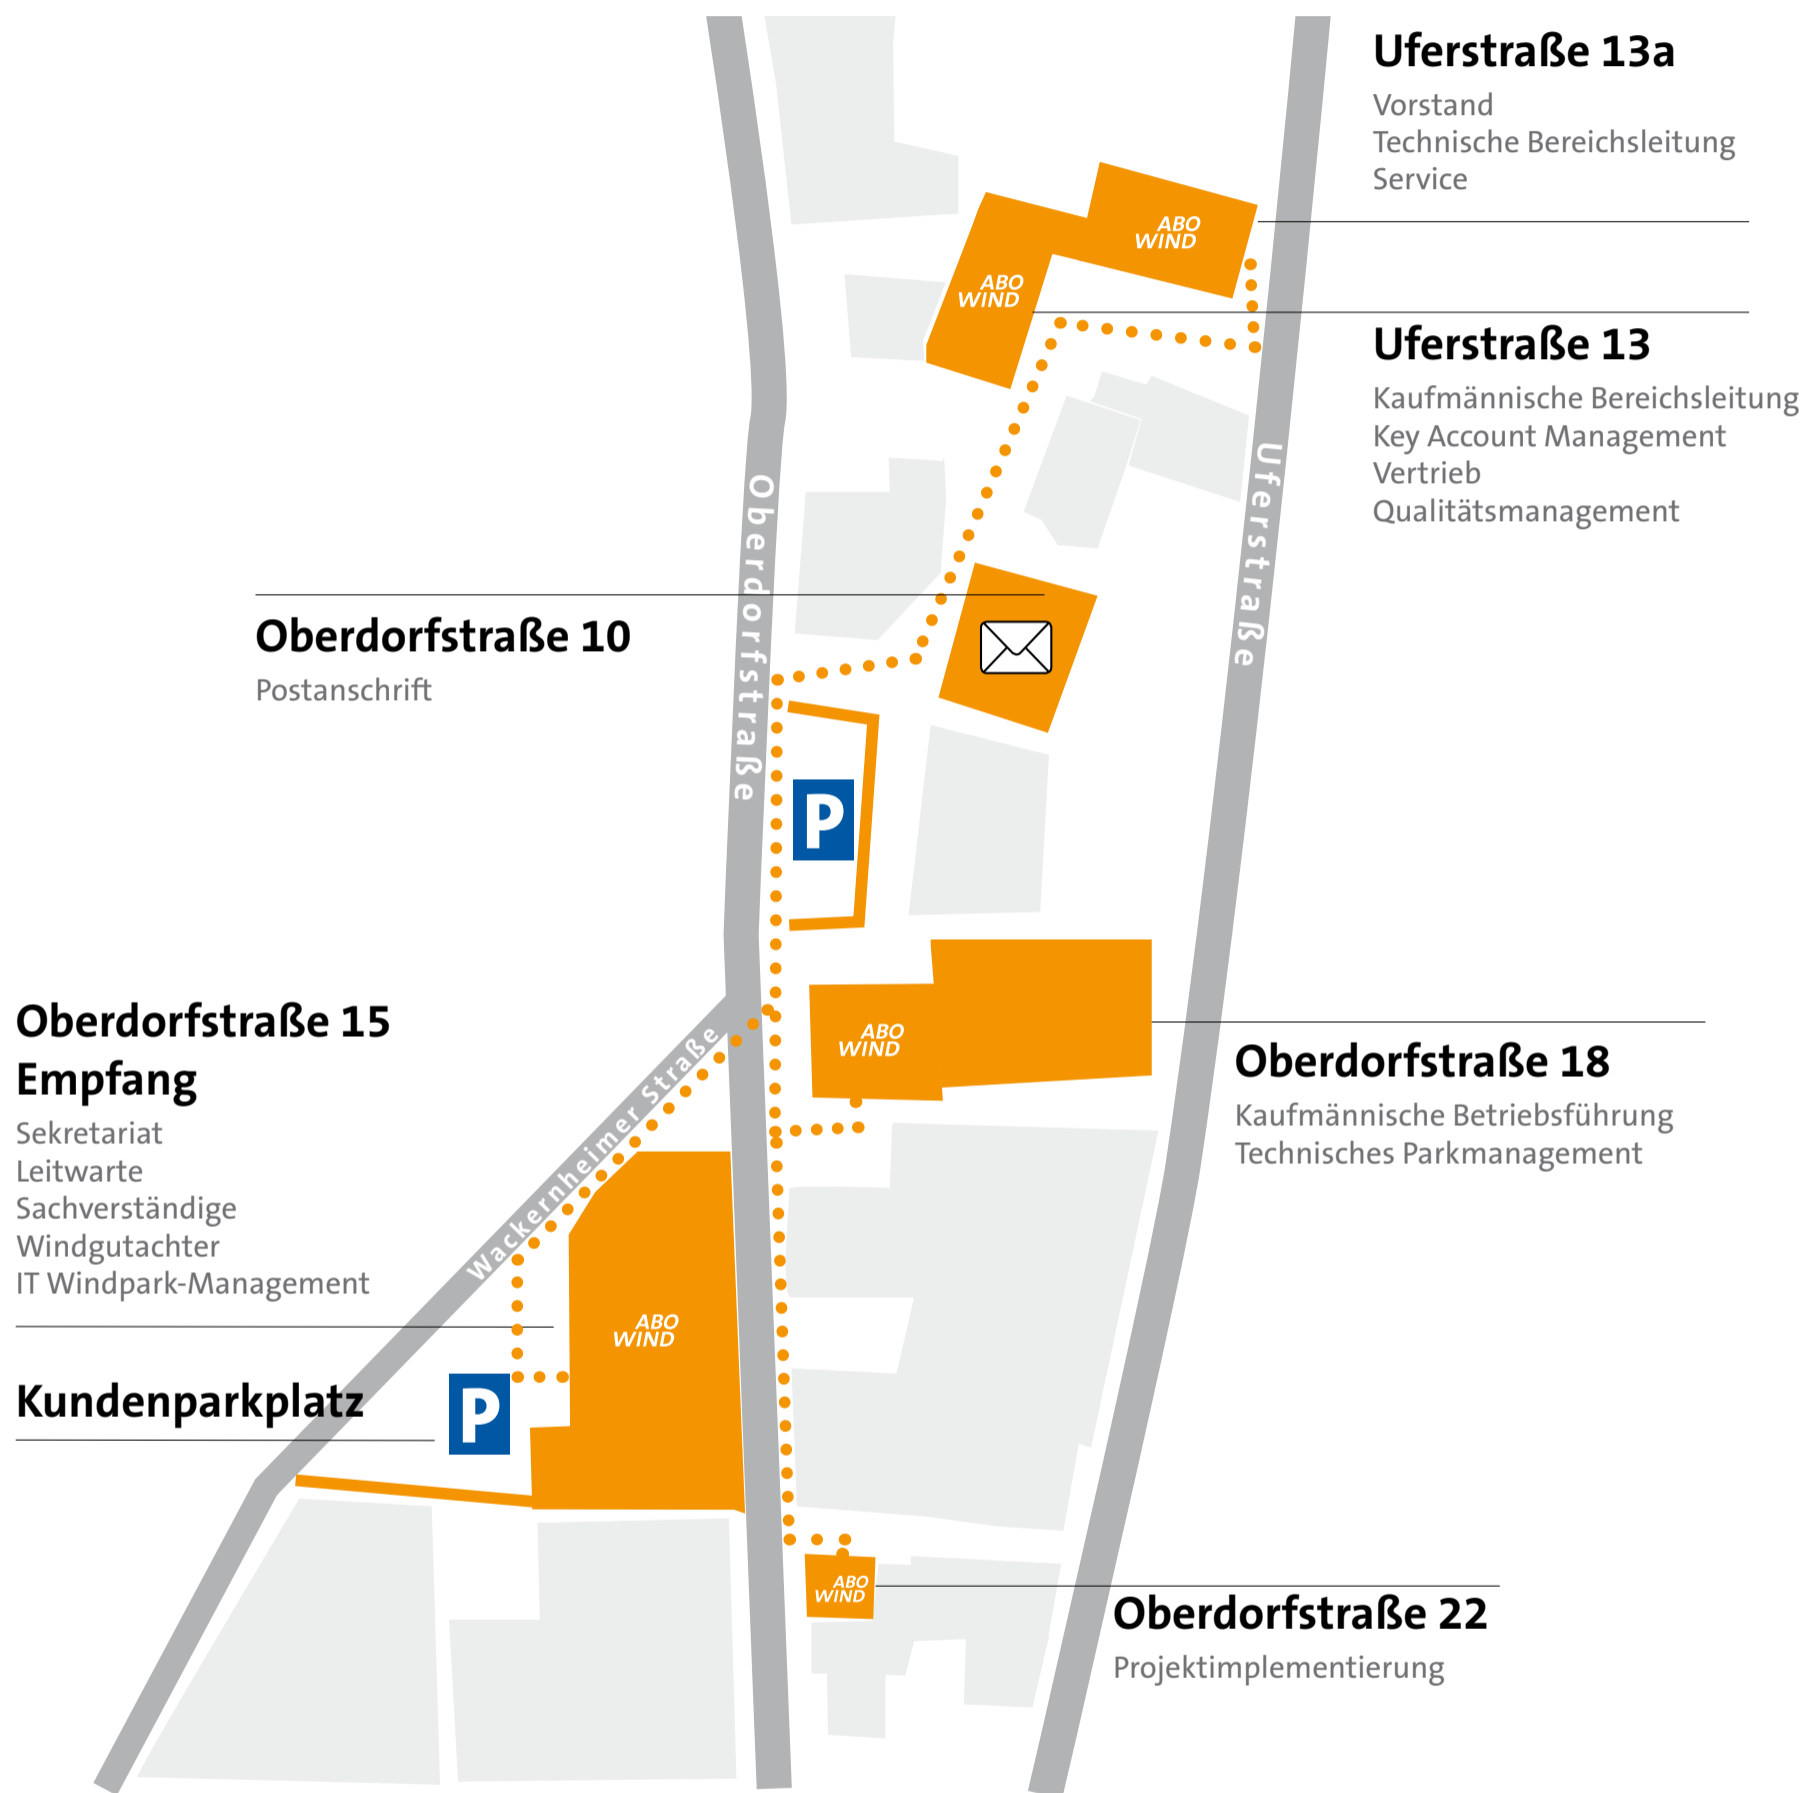 Uferstraße 13a
Vorstand
Technische Bereichsleitung
Service
ABO
WIND
ABO
WIND
Uferstraße 13
Kaufmännische Bereichsleitung
Key Account Management
Vertrieb
Qualitätsmanagement
Oberdorfstraße
Uferstraße
Oberdorfstraße 10
Postanschrift
P
Oberdorfstraße 15
Empfang
Sekretariat
Leitwarte
Sachverständige
Windgutachter
IT Windpark-Management
Wackernheimer Straße
ABO
WIND
Oberdorfstraße 18
Kaufmännische Betriebsführung
Technisches Parkmanagement
ABO
WIND
Kundenparkplatz
P
ABO
WIND
Oberdorfstraße 22
Projektimplementierung